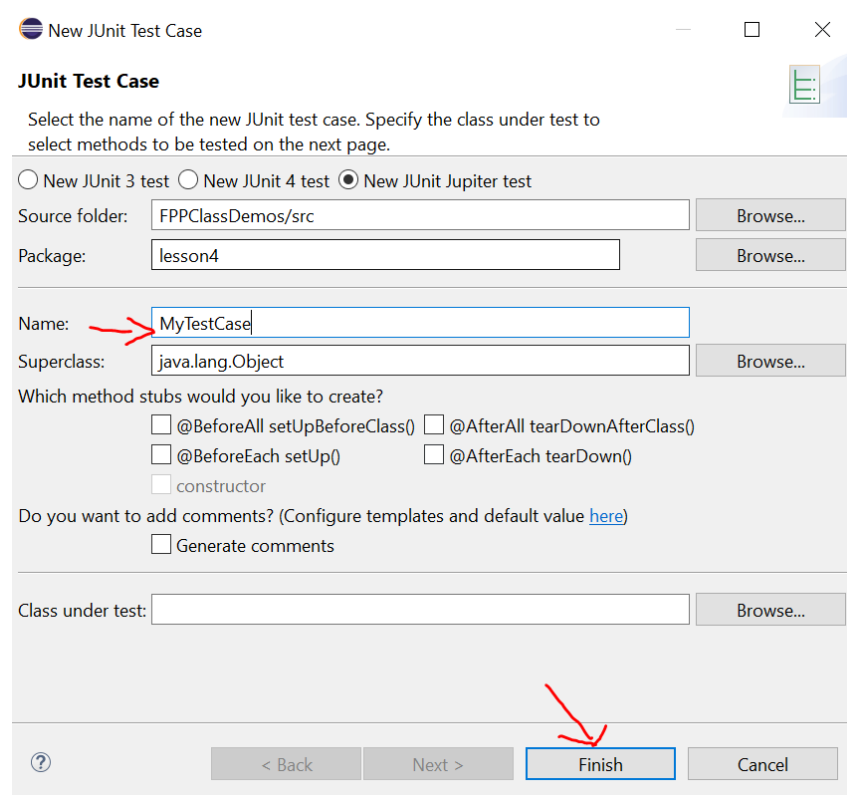 New JUnit Test Case
JUnit Test Case
Select the name of the new JUnit test case. Specify the class under test to
select methods to be tested on the next page.
New JUnit 3 test New JUnit 4 test New JUnit Jupiter test
Source folder: FPPClassDemos/src Browse...
Package: lesson4 Browse...
Name: MyTestCase
Superclass: java.lang.Object Browse...
Which method stubs would you like to create?
@BeforeAll setUpBeforeClass() @AfterAll tearDownAfterClass()
@BeforeEach setUp() @AfterEach tearDown()
constructor
Do you want to add comments? (Configure templates and default value here)
Generate comments
Class under test: Browse...
? < Back Next > Finish Cancel